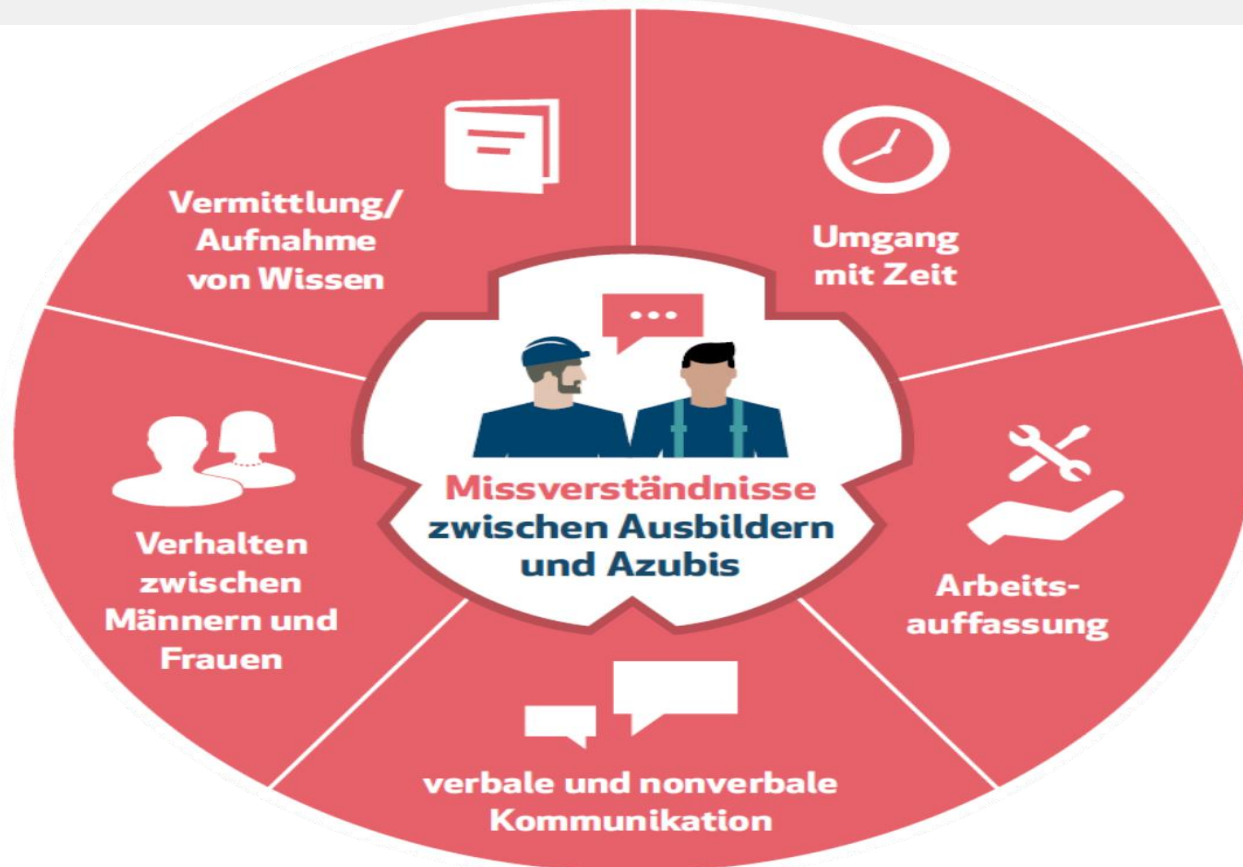 Vermittlung/
Aufnahme
von Wissen
Umgang
mit Zeit
Missverständnisse
zwischen Ausbildern
und Azubis
Verhalten
zwischen
Männern und
Frauen
Arbeits-
auffassung
verbale und nonverbale
Kommunikation